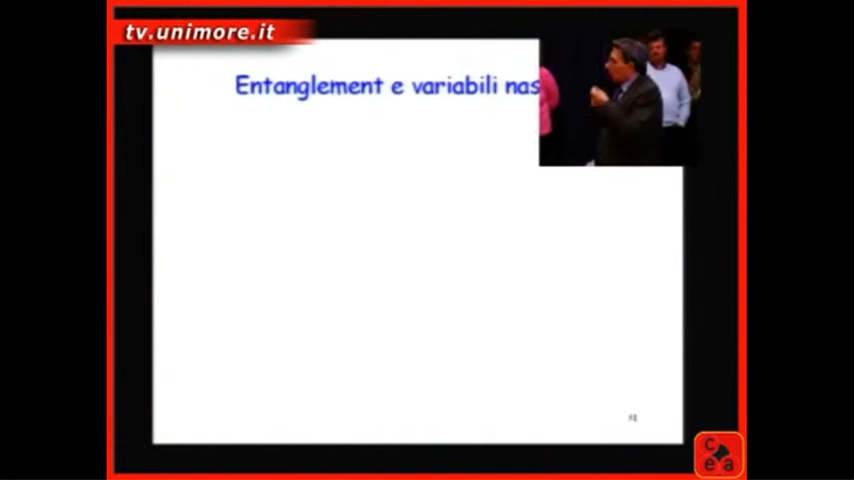 tv.unimore.it
Entanglement e variabili nas
c
e a